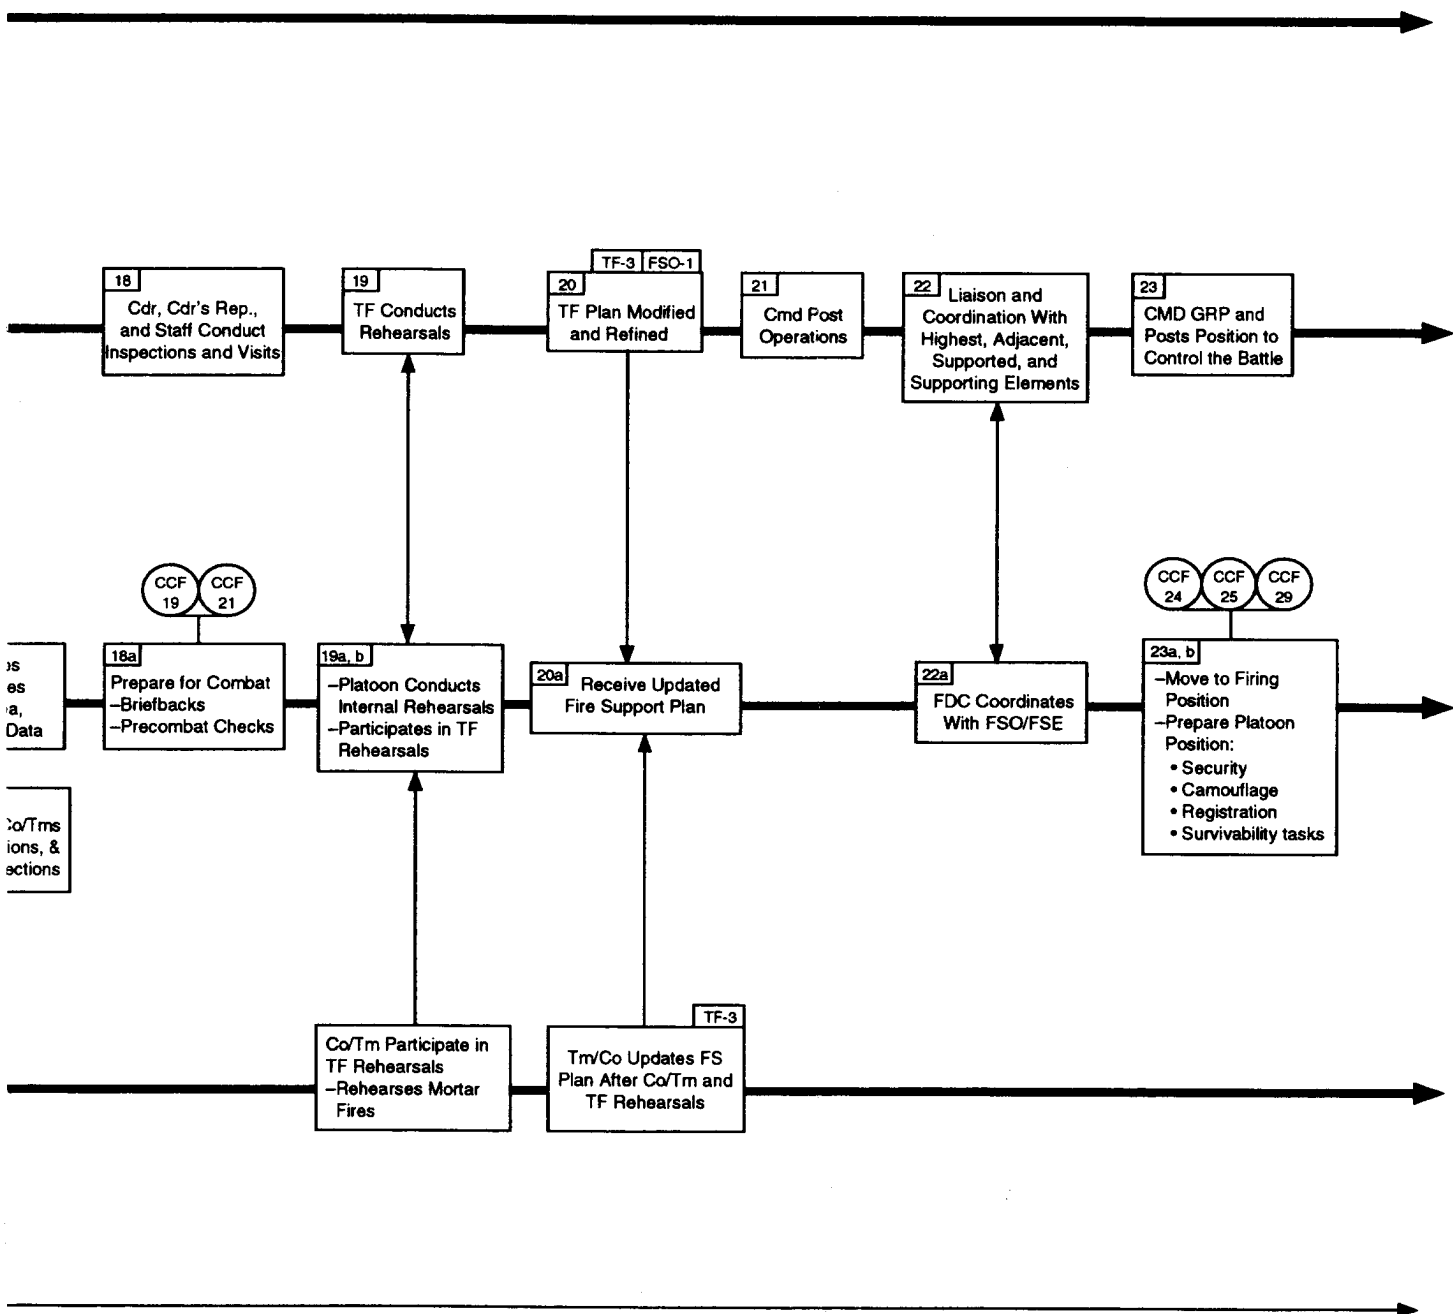 18
Cdr, Cdr's Rep.,
and Staff Conduct
Inspections and Visits
19
TF Conducts
Rehearsals
TF-3 FSO-1
20
TF Plan Modified
and Refined
21
Cmd Post
Operations
22
Liaison and
Coordination With
Highest, Adjacent,
Supported, and
Supporting Elements
23
CMD GRP and
Posts Position to
Control the Battle
CCF
19
CCF
21
CCF
24
CCF
25
CCF
29
Data
18a
Prepare for Combat
–Briefbacks
–Precombat Checks
19a, b
–Platoon Conducts
Internal Rehearsals
–Participates in TF
Rehearsals
20a
Receive Updated
Fire Support Plan
22a
FDC Coordinates
With FSO/FSE
23a, b
–Move to Firing
Position
–Prepare Platoon
Position:
• Security
• Camouflage
• Registration
• Survivability tasks
Co/Tms
ions, &
ections
Co/Tm Participate in
TF Rehearsals
–Rehearses Mortar
Fires
TF-3
Tm/Co Updates FS
Plan After Co/Tm and
TF Rehearsals